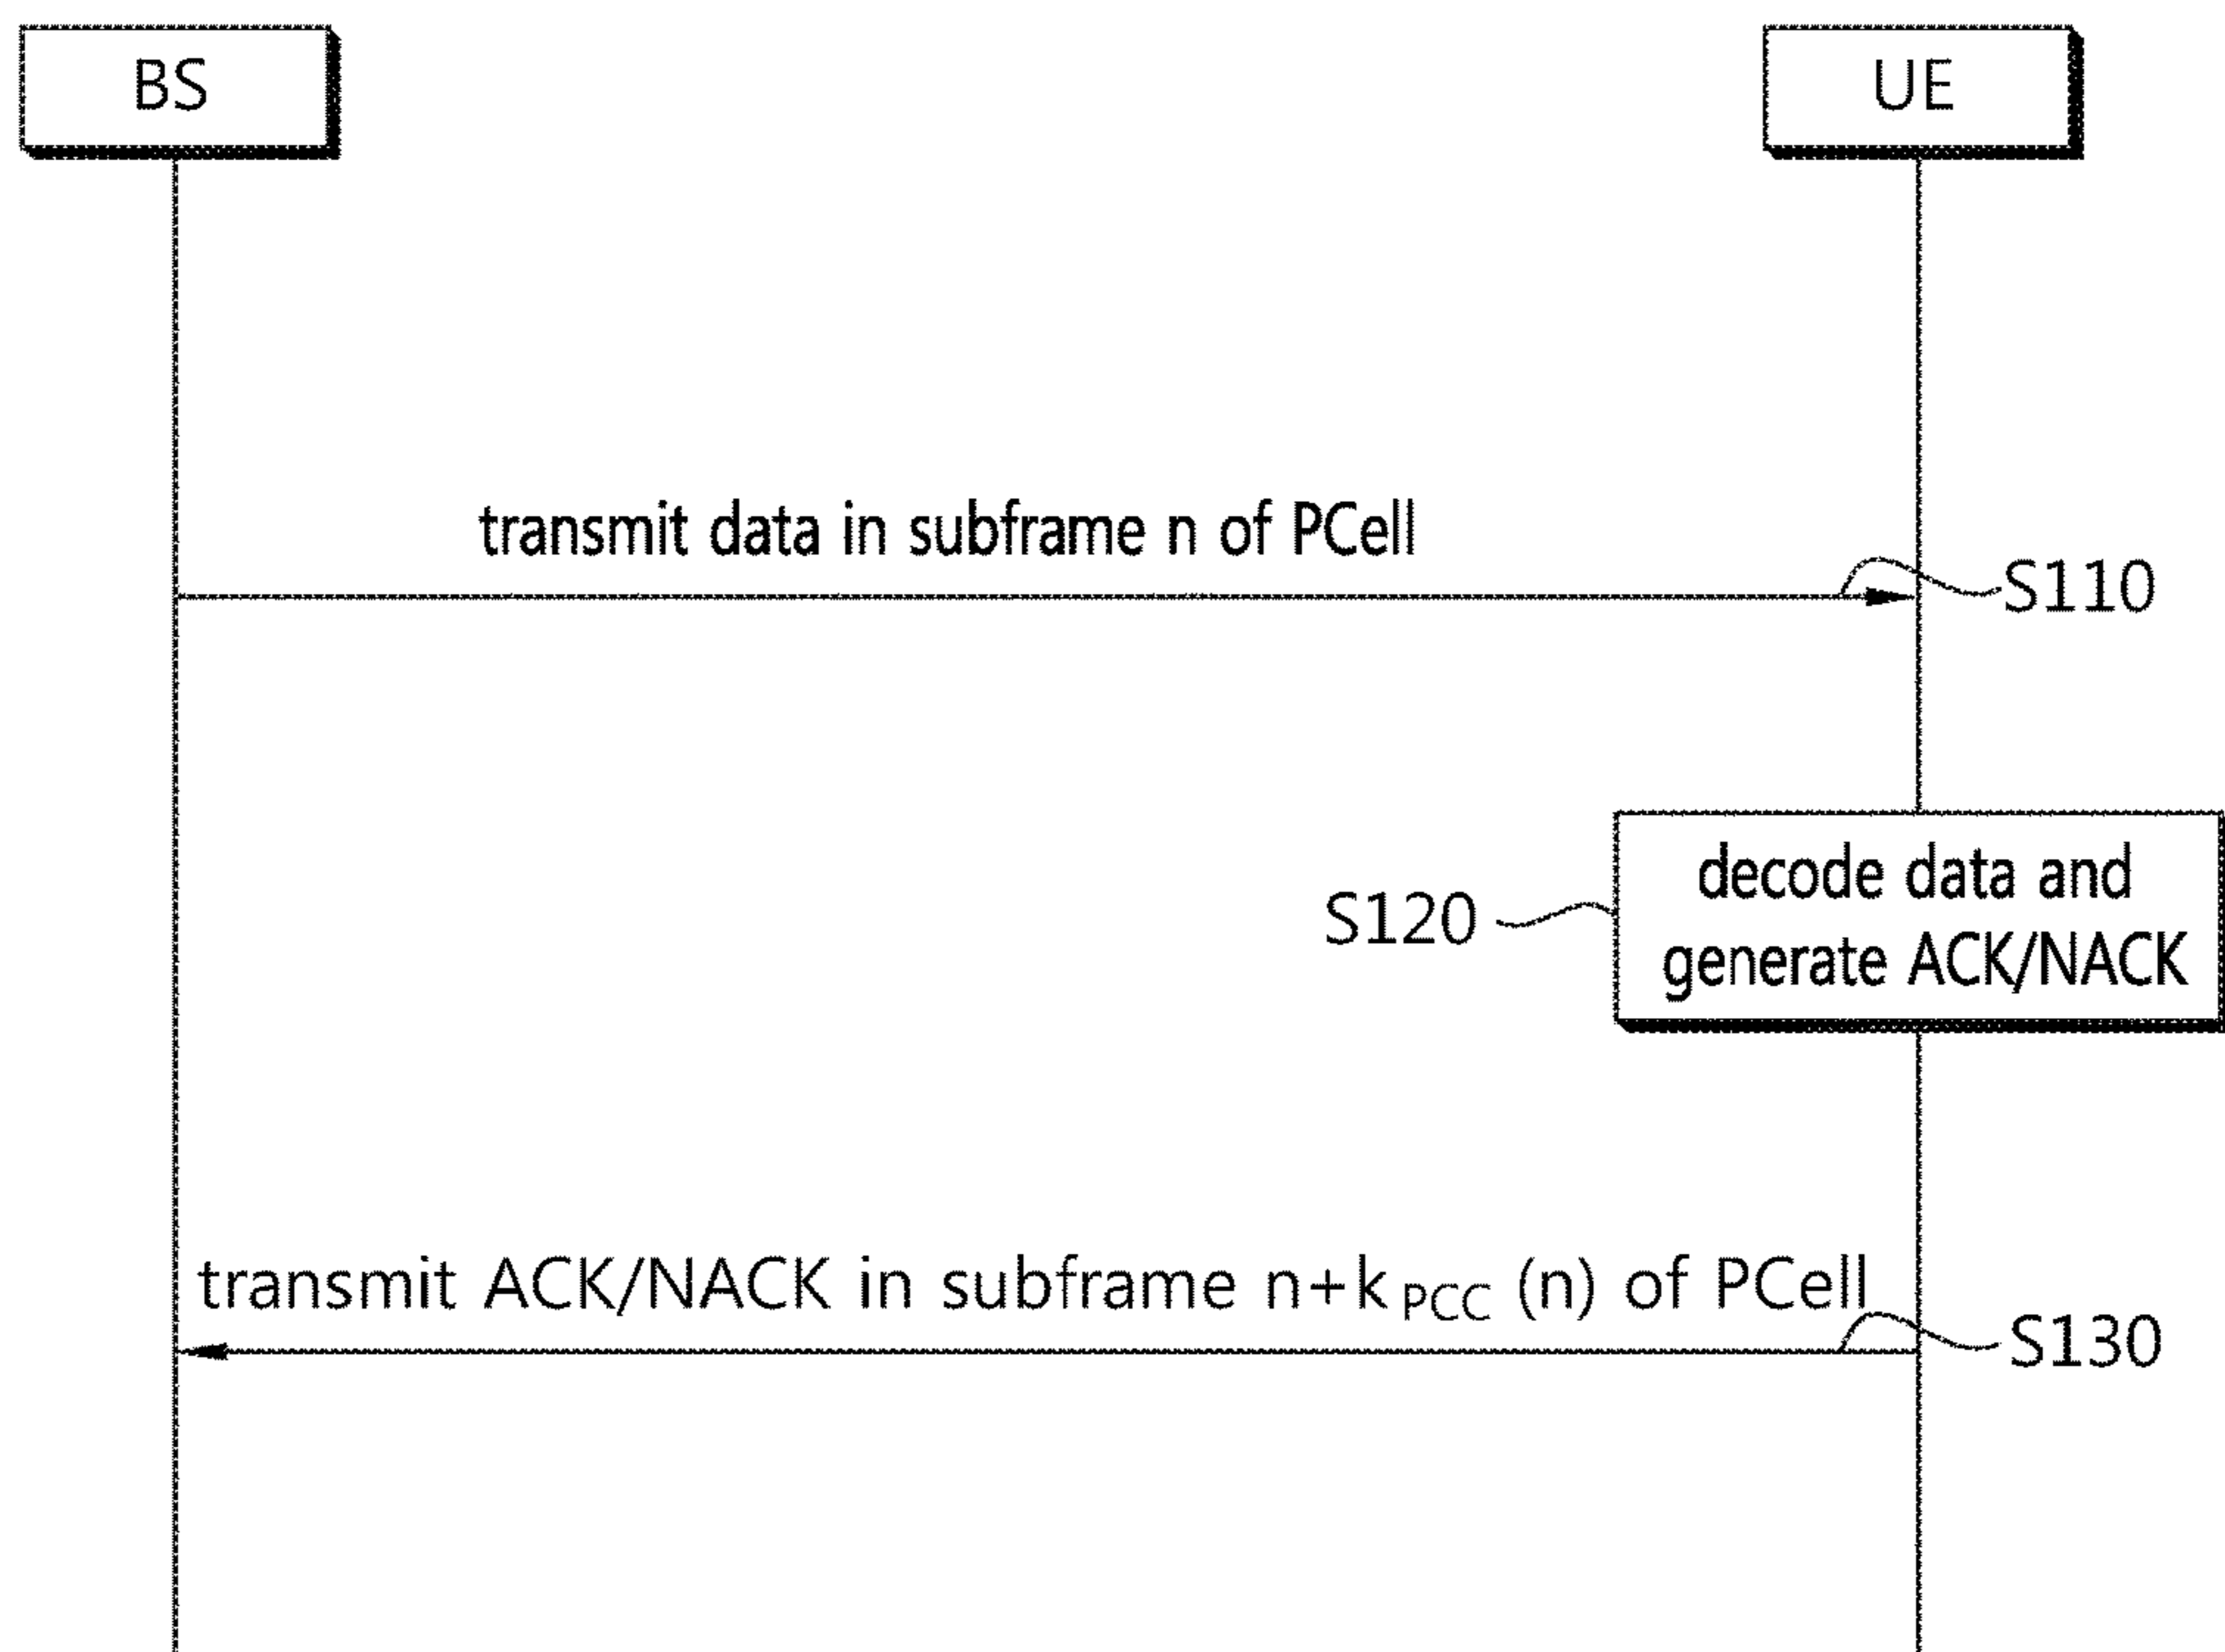 BS
UE
transmit data in subframe n of PCell
S110
decode data and
S120
generate ACK/NACK
transmit ACK/NACK in subframe n+k PCC (n) of PCell
S130